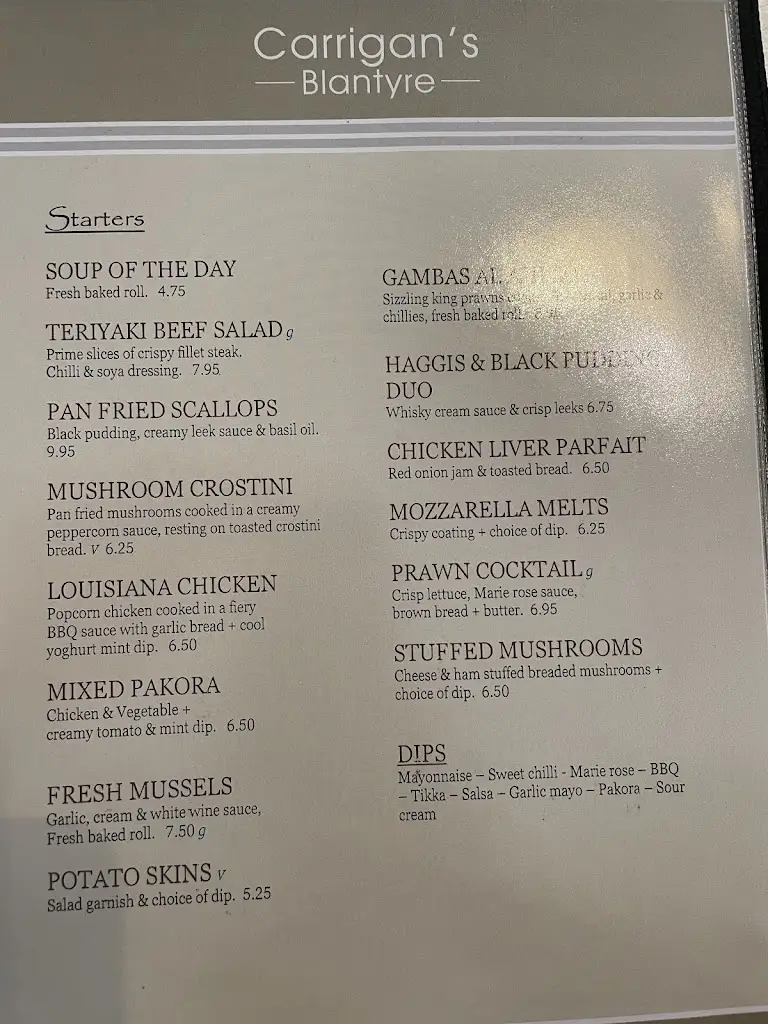 Carrigan's
Blantyre
Starters
SOUP OF THE DAY
Fresh baked roll. 4.75
TERIYAKI BEEF SALAD g
Prime slices of crispy fillet steak.
Chilli & soya dressing. 7.95
PAN FRIED SCALLOPS
Black pudding, creamy leek sauce & basil oil.
9.95
MUSHROOM CROSTINI
Pan fried mushrooms cooked in a creamy
peppercorn sauce, resting on toasted crostini
bread. V 6.25
LOUISIANA CHICKEN
Popcorn chicken cooked in a fiery
BBQ sauce with garlic bread + cool
yoghurt mint dip. 6.50
MIXED PAKORA
Chicken & Vegetable +
creamy tomato & mint dip. 6.50
FRESH MUSSELS
Garlic, cream & white wine sauce,
Fresh baked roll. 7.50 g
POTATO SKINS V
Salad garnish & choice of dip. 5.25
GAMBAS
Sizzling king prawns garlic &
chillies, fresh baked roll.
HAGGIS & BLACK PUDDING
DUO
Whisky cream sauce & crisp leeks 6.75
CHICKEN LIVER PARFAIT
Red onion jam & toasted bread. 6.50
MOZZARELLA MELTS
Crispy coating + choice of dip. 6.25
PRAWN COCKTAIL g
Crisp lettuce, Marie rose sauce,
brown bread + butter. 6.95
STUFFED MUSHROOMS
Cheese & ham stuffed breaded mushrooms +
choice of dip. 6.50
DIPS
Mayonnaise – Sweet chilli - Marie rose – BBQ
– Tikka – Salsa – Garlic mayo – Pakora – Sour
cream